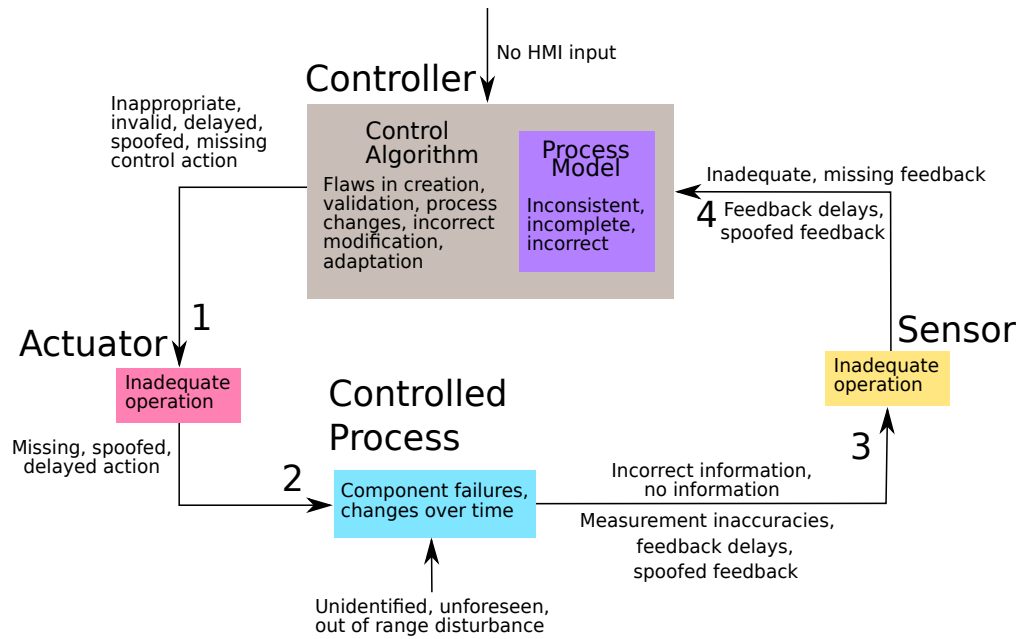 No HMI input
Controller
Inappropriate,
invalid, delayed,
spoofed, missing
control action
Control
Algorithm
Flaws in creation,
validation, process
changes, incorrect
modification,
adaptation
Process
Model
Inconsistent,
incomplete,
incorrect
Inadequate, missing feedback
4
Feedback delays,
spoofed feedback
1
Actuator
Inadequate
operation
Sensor
Inadequate
operation
Controlled
Process
Missing, spoofed,
delayed action
2
Component failures,
changes over time
3
Incorrect information,
no information
Measurement inaccuracies,
feedback delays,
spoofed feedback
Unidentified, unforeseen,
out of range disturbance